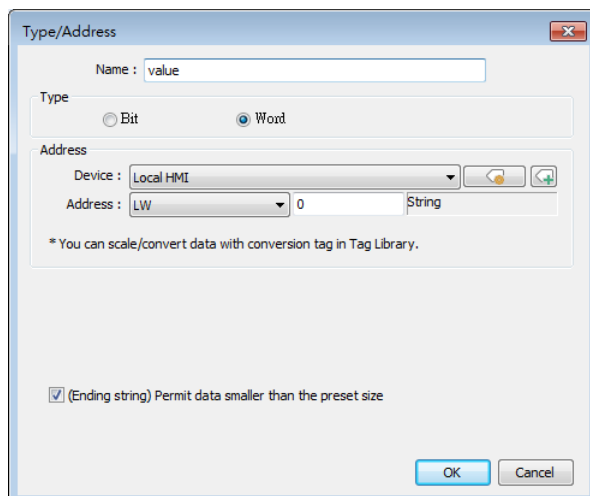 Type/Address
Name : value
Type
Bit Word
Address
Device : Local HMI
Address : LW 0 String
* You can scale/convert data with conversion tag in Tag Library.
(Ending string) Permit data smaller than the preset size
OK Cancel